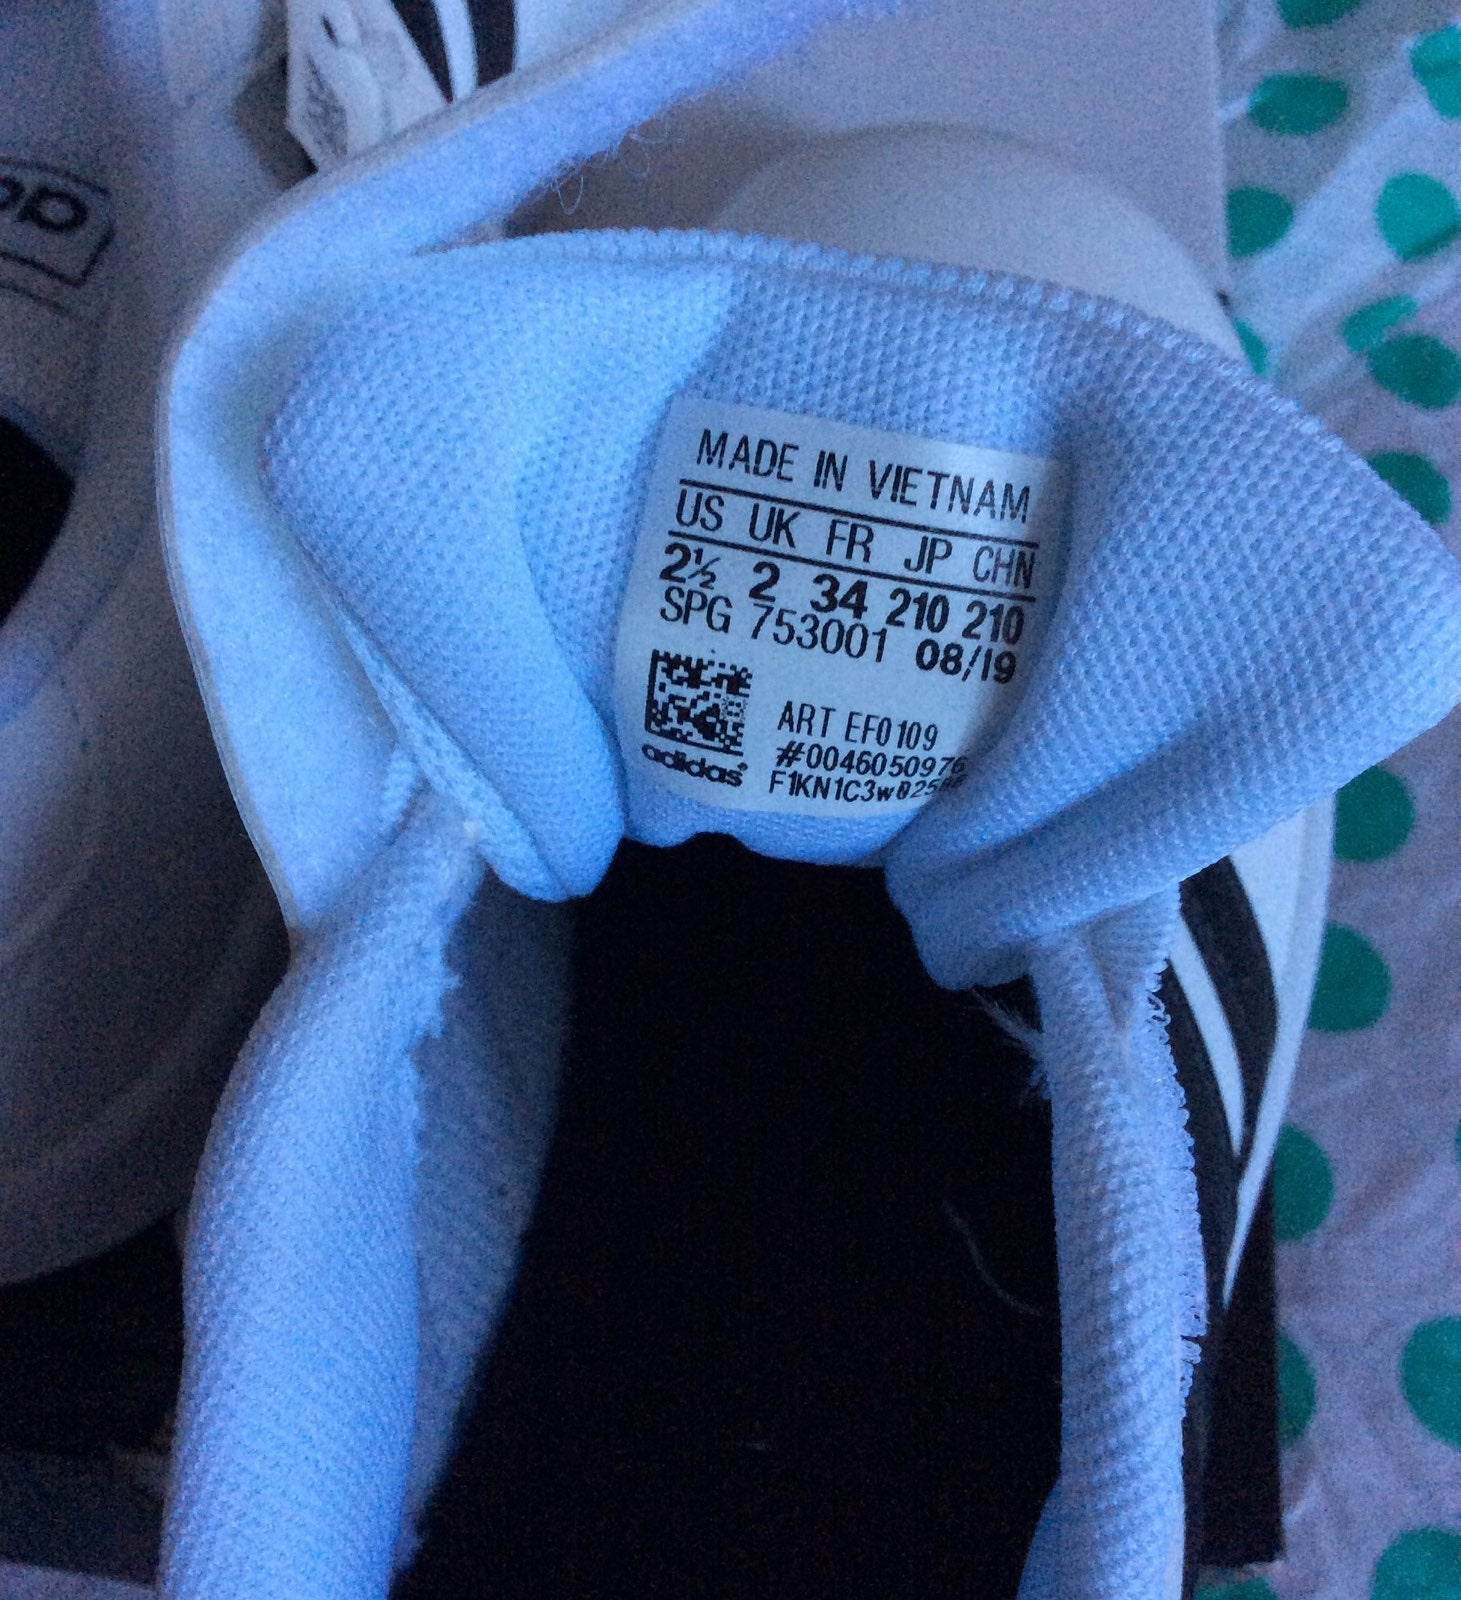 MADE IN VIETNAM
US UK FR JP CHN
2½ 2 34 210 210
SPG 753001 08/19
ART EF0109
#0046050976
adidas®